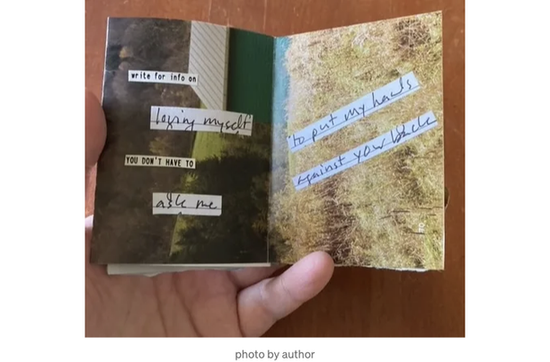 write for info on
losing myself
YOU DON'T HAVE TO
ask me
to put my hands
against your back
photo by author